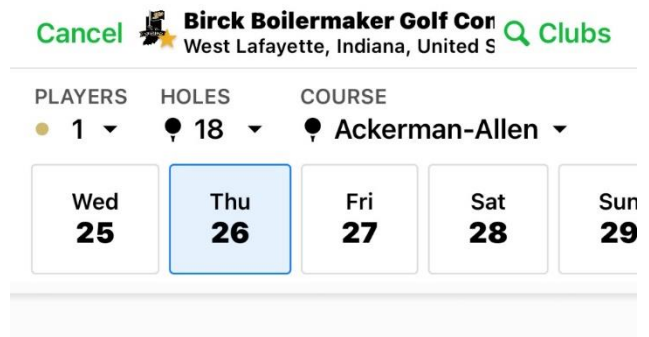 Cancel
Birck Boilermaker Golf Con
West Lafayette, Indiana, United S
Clubs
PLAYERS HOLES COURSE
1 18 Ackerman-Allen
Wed Thu Fri Sat Sun
25 26 27 28 29